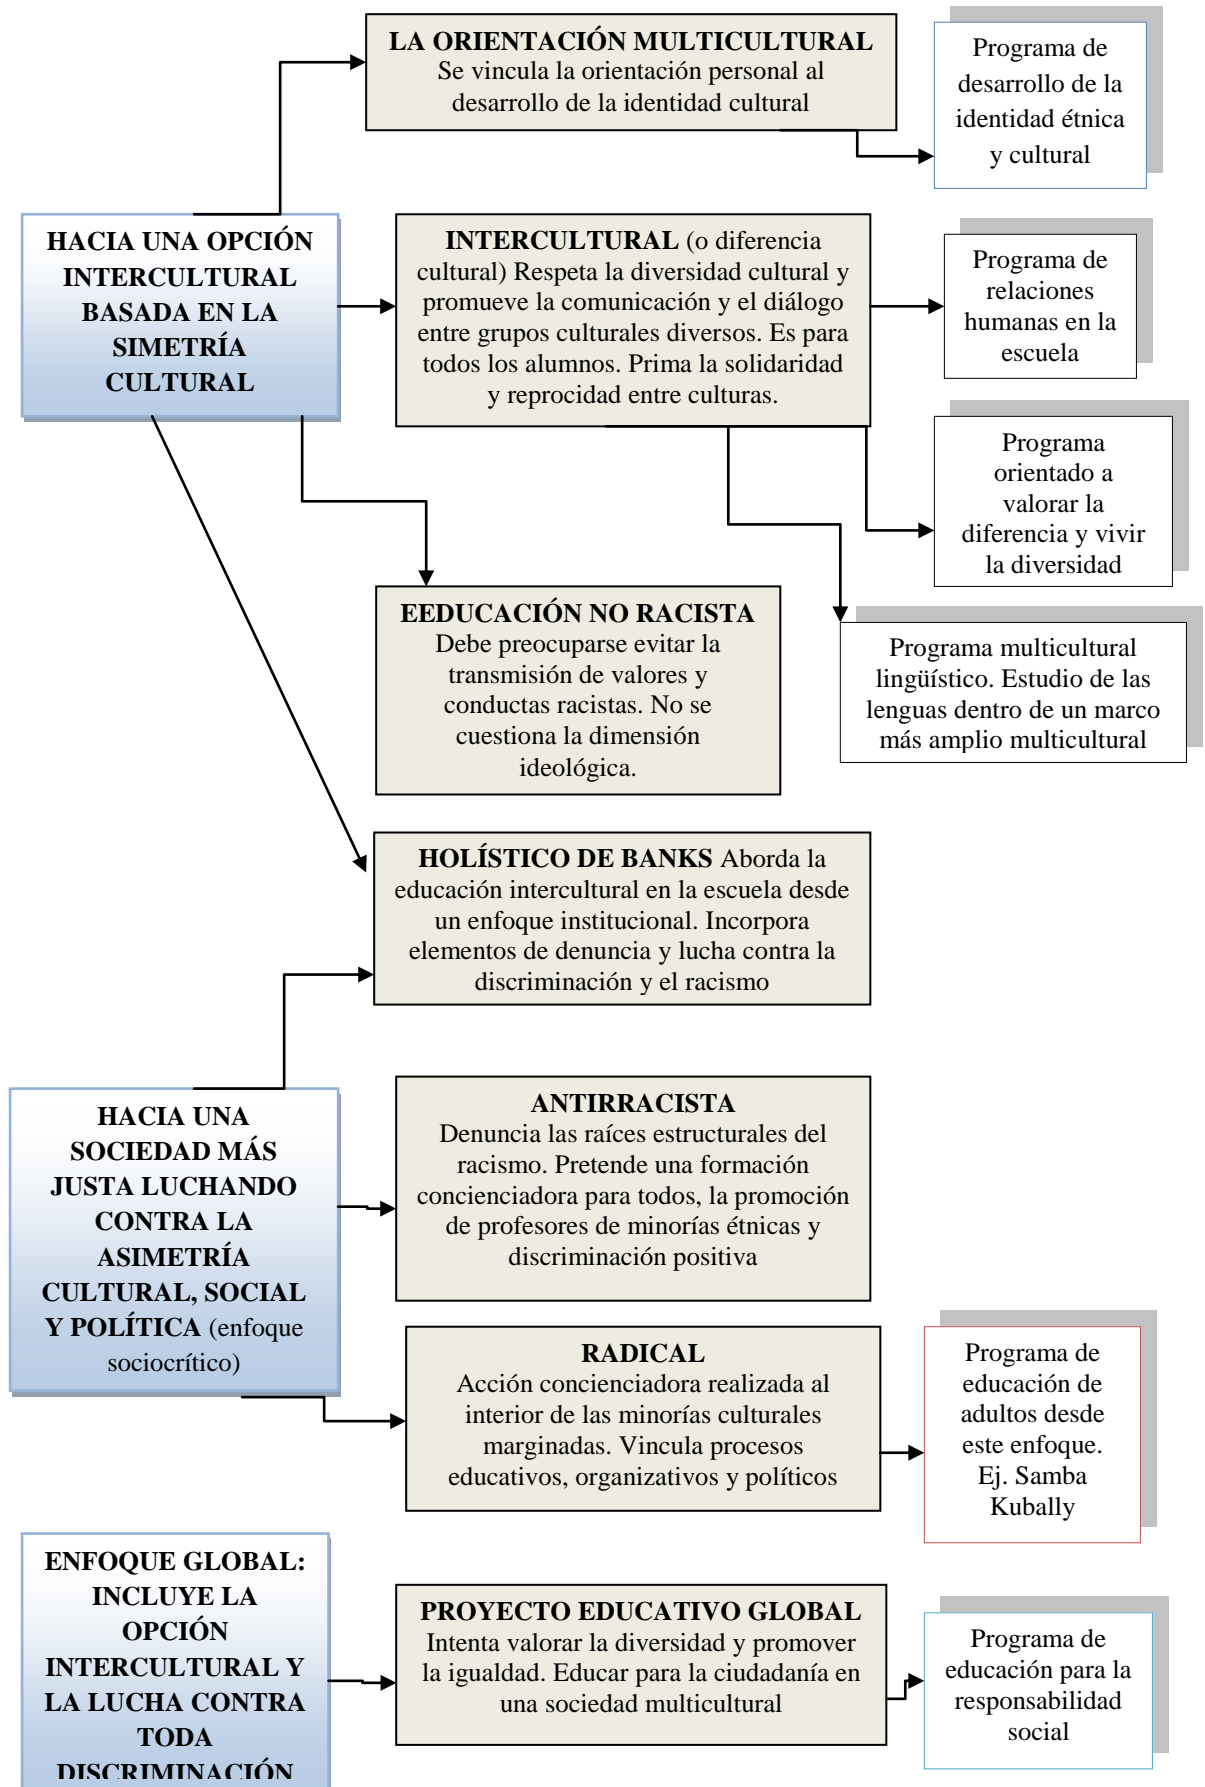 LA ORIENTACIÓN MULTICULTURAL
Se vincula la orientación personal al
desarrollo de la identidad cultural
Programa de
desarrollo de la
identidad étnica
y cultural
HACIA UNA OPCIÓN
INTERCULTURAL
BASADA EN LA
SIMETRÍA
CULTURAL
INTERCULTURAL (o diferencia
cultural) Respeta la diversidad cultural y
promueve la comunicación y el diálogo
entre grupos culturales diversos. Es para
todos los alumnos. Prima la solidaridad
y reprocidad entre culturas.
Programa de
relaciones
humanas en la
escuela
Programa
orientado a
valorar la
diferencia y vivir
la diversidad
EEDUCACIÓN NO RACISTA
Debe preocuparse evitar la
transmisión de valores y
conductas racistas. No se
cuestiona la dimensión
ideológica.
Programa multicultural
lingüístico. Estudio de las
lenguas dentro de un marco
más amplio multicultural
HOLÍSTICO DE BANKS Aborda la
educación intercultural en la escuela desde
un enfoque institucional. Incorpora
elementos de denuncia y lucha contra la
discriminación y el racismo
HACIA UNA
SOCIEDAD MÁS
JUSTA LUCHANDO
CONTRA LA
ASIMETRÍA
CULTURAL, SOCIAL
Y POLÍTICA (enfoque
sociocrítico)
ANTIRRACISTA
Denuncia las raíces estructurales del
racismo. Pretende una formación
concienciadora para todos, la promoción
de profesores de minorías étnicas y
discriminación positiva
RADICAL
Acción concienciadora realizada al
interior de las minorías culturales
marginadas. Vincula procesos
educativos, organizativos y políticos
Programa de
educación de
adultos desde
este enfoque.
Ej. Samba
Kubally
ENFOQUE GLOBAL:
INCLUYE LA
OPCIÓN
INTERCULTURAL Y
LA LUCHA CONTRA
TODA
DISCRIMINACIÓN
PROYECTO EDUCATIVO GLOBAL
Intenta valorar la diversidad y promover
la igualdad. Educar para la ciudadanía en
una sociedad multicultural
Programa de
educación para la
responsabilidad
social